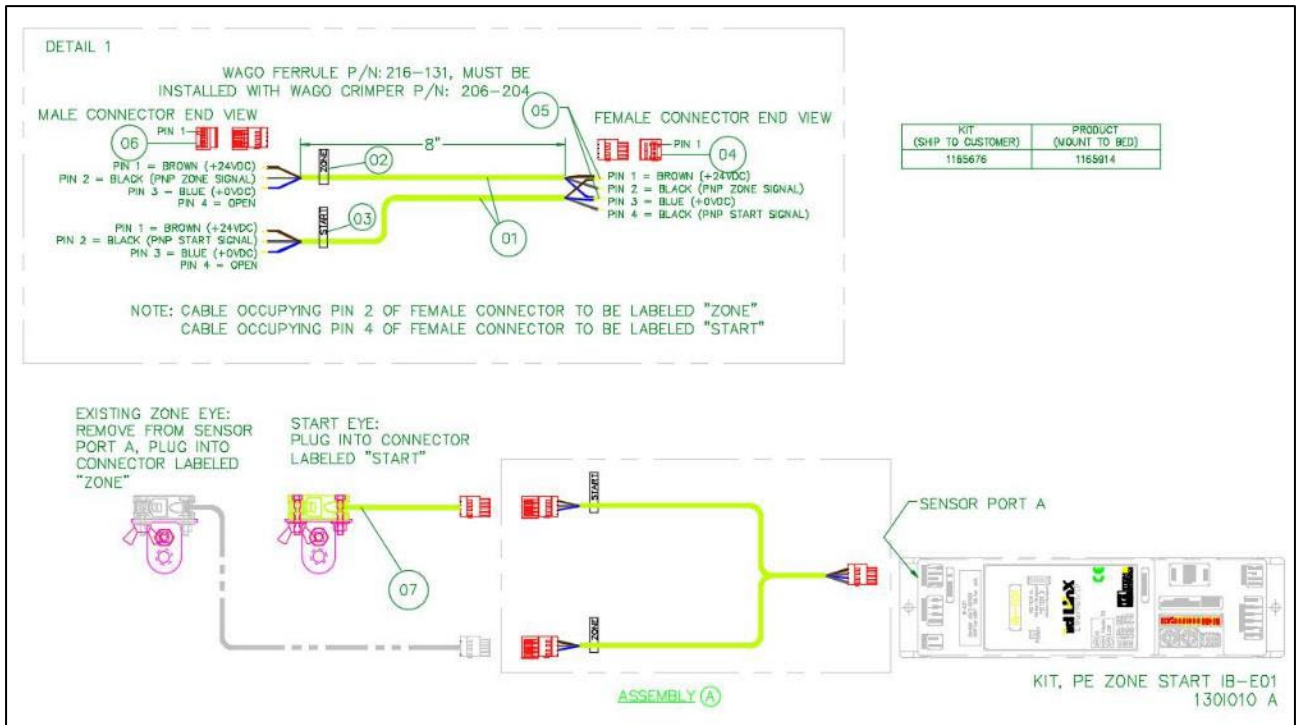 DETAIL 1
WAGO FERRULE P/N: 216-131, MUST BE
INSTALLED WITH WAGO CRIMPER P/N: 206-204
MALE CONNECTOR END VIEW
PIN 1
06
PIN 1 = BROWN (+24VDC)
PIN 2 = BLACK (PNP ZONE SIGNAL)
PIN 3 = BLUE (+0VDC)
PIN 4 = OPEN
PIN 1 = BROWN (+24VDC)
PIN 2 = BLACK (PNP START SIGNAL)
PIN 3 = BLUE (+0VDC)
PIN 4 = OPEN
8"
ZONE
02
START
03
01
05
FEMALE CONNECTOR END VIEW
PIN 1
04
PIN 1 = BROWN (+24VDC)
PIN 2 = BLACK (PNP ZONE SIGNAL)
PIN 3 = BLUE (+0VDC)
PIN 4 = BLACK (PNP START SIGNAL)
NOTE: CABLE OCCUPYING PIN 2 OF FEMALE CONNECTOR TO BE LABELED "ZONE"
CABLE OCCUPYING PIN 4 OF FEMALE CONNECTOR TO BE LABELED "START"
KIT
(SHIP TO CUSTOMER)
PRODUCT
(MOUNT TO BED)
1165676
1165914
EXISTING ZONE EYE:
REMOVE FROM SENSOR
PORT A, PLUG INTO
CONNECTOR LABELED
"ZONE"
START EYE:
PLUG INTO CONNECTOR
LABELED "START"
07
START
ZONE
ASSEMBLY A
SENSOR PORT A
KIT, PE ZONE START IB-E01
1301010 A